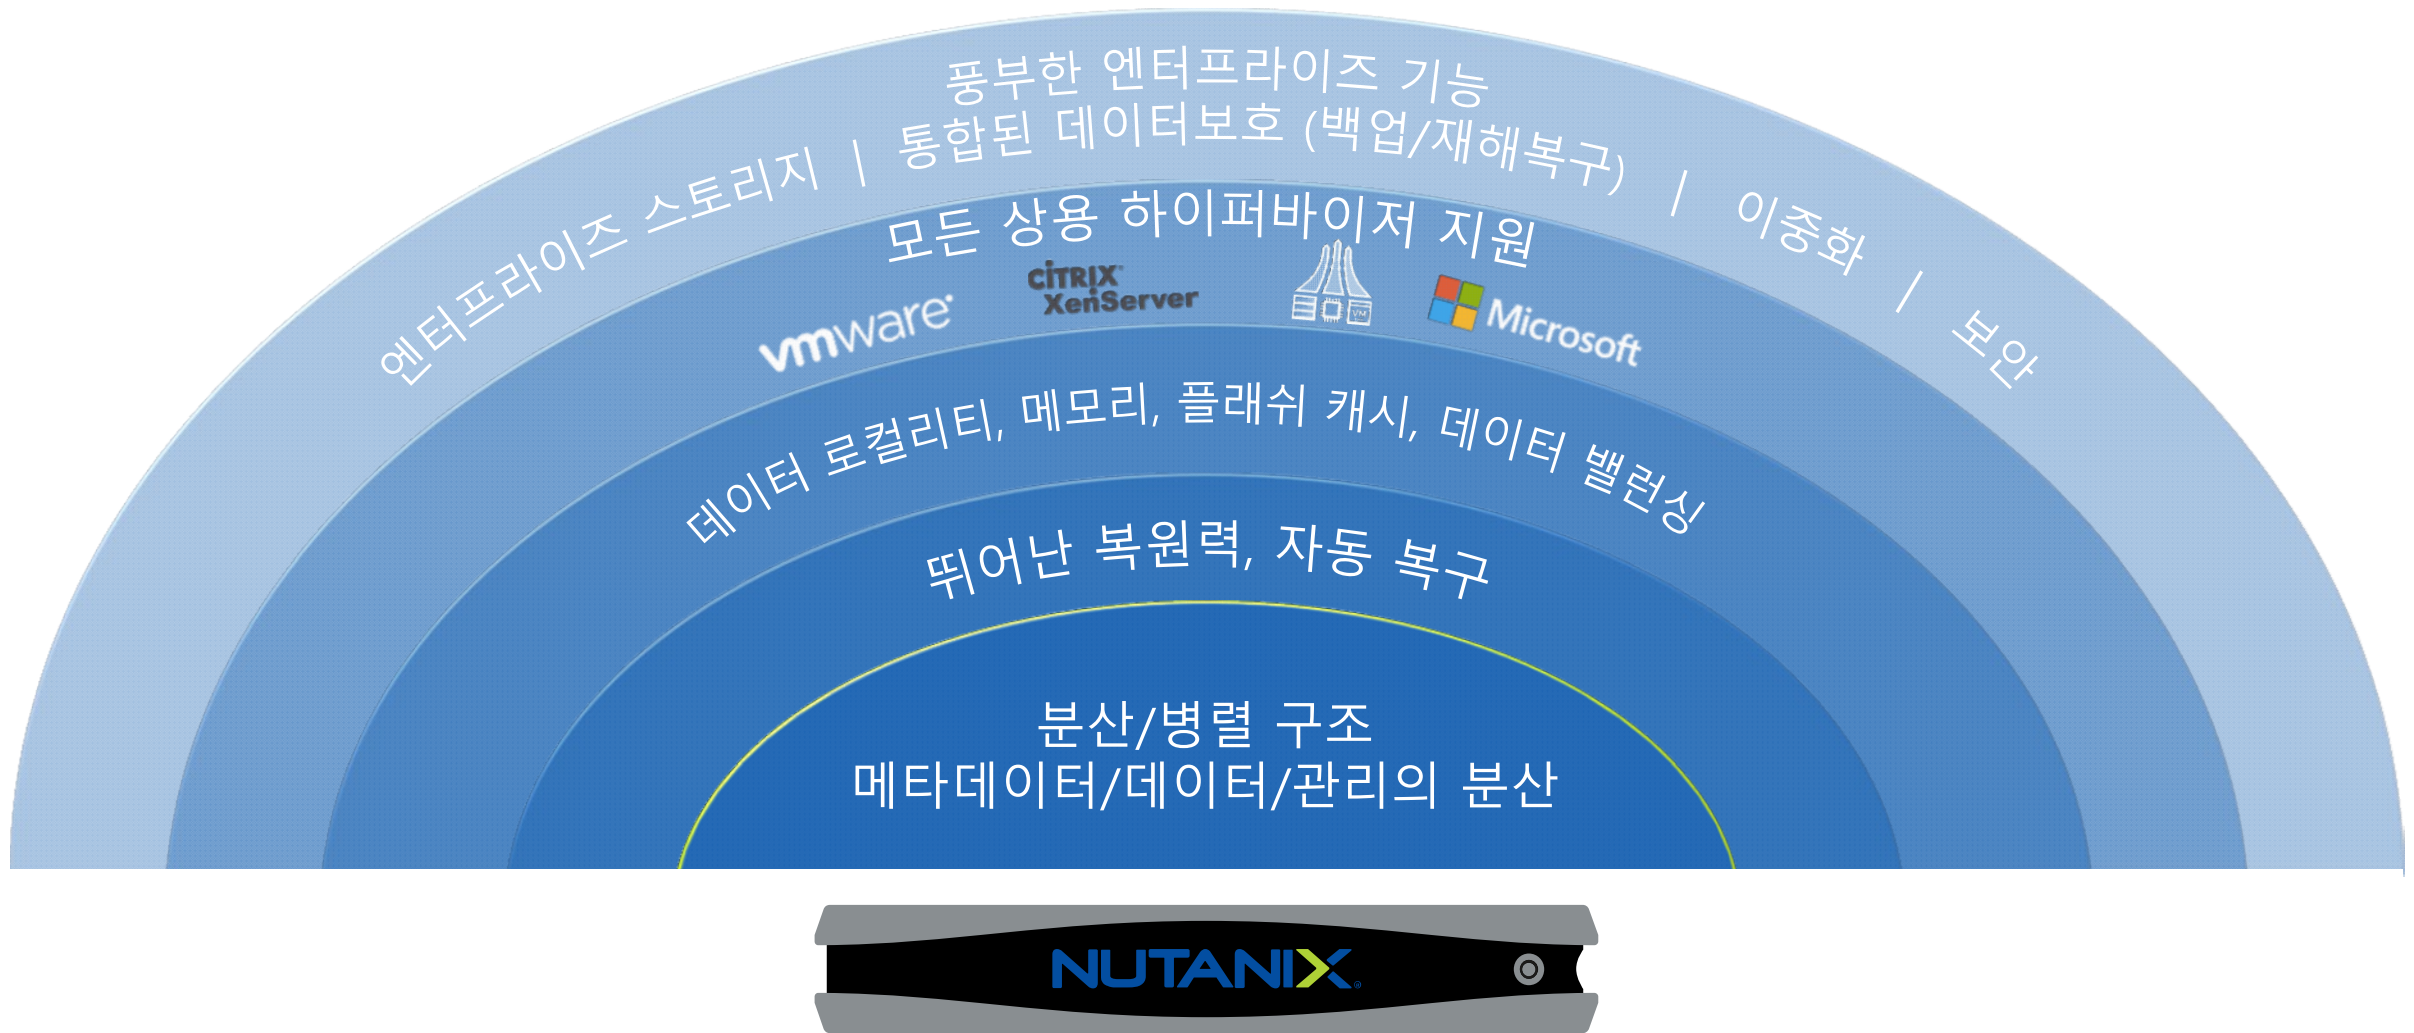 풍부한 엔터프라이즈 기능
엔터프라이즈 스토리지 | 통합된 데이터보호 (백업/재해복구) | 이중화 | 보안
모든 상용 하이퍼바이저 지원
vmware®
CİTRIX®
XenServer
VM
Microsoft
데이터 로컬리티, 메모리, 플래쉬 캐시, 데이터 밸런싱
뛰어난 복원력, 자동 복구
분산/병렬 구조
메타데이터/데이터/관리의 분산
NUTANIX®